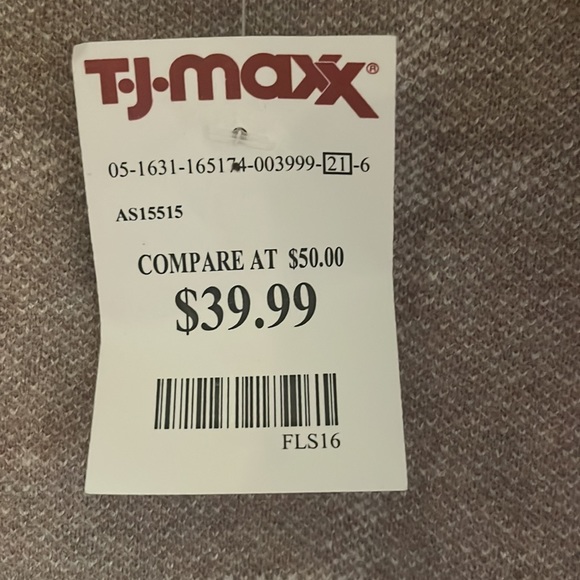 T·J·maxx®
05-1631-165174-003999-21-6
AS15515
COMPARE AT $50.00
$39.99
FLS16